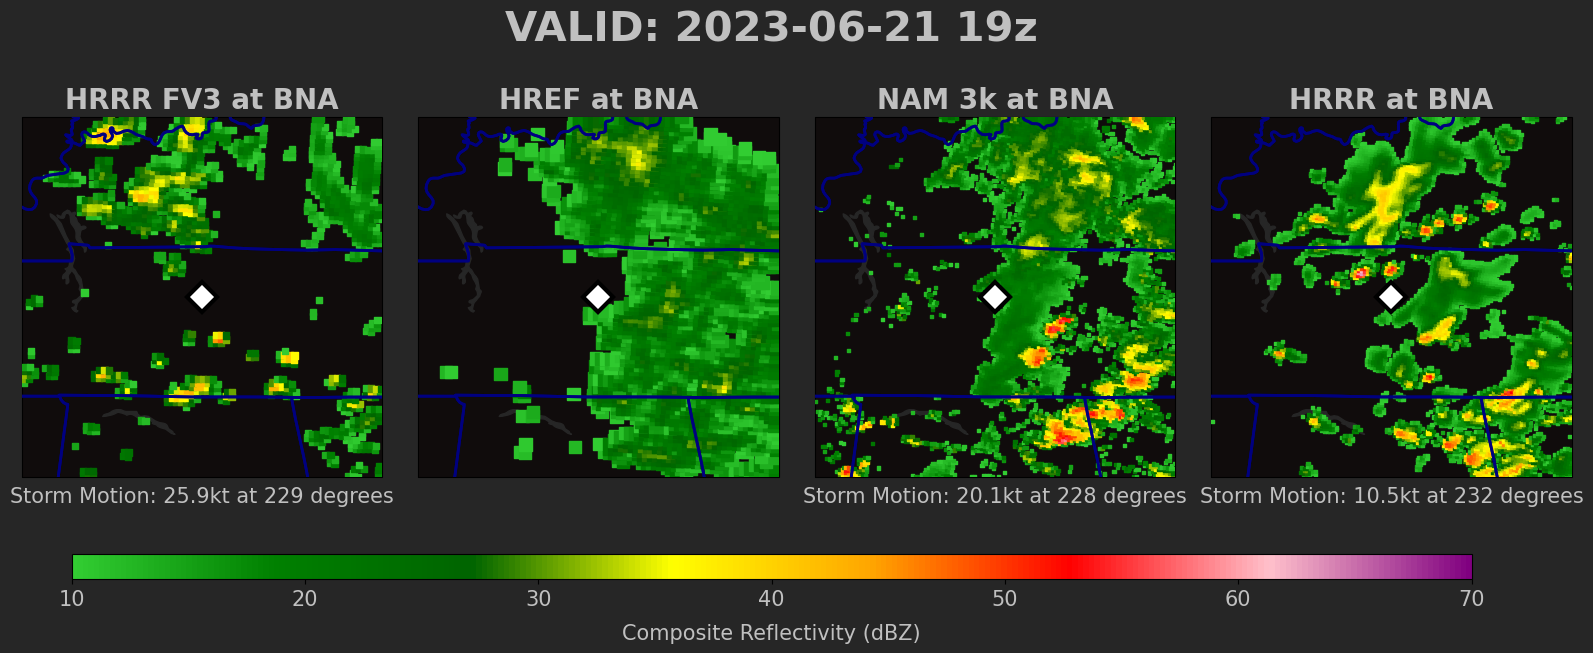 VALID: 2023-06-21 19z
HRRR FV3 at BNA
HREF at BNA
NAM 3k at BNA
HRRR at BNA
Storm Motion: 25.9kt at 229 degrees
Storm Motion: 20.1kt at 228 degrees
Storm Motion: 10.5kt at 232 degrees
10 20 30 40 50 60 70
Composite Reflectivity (dBZ)